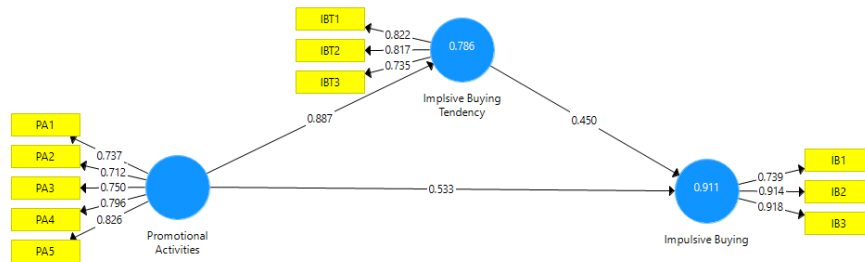 IBT1
IBT2
IBT3
0.822
0.817
0.735
0.786
Implsive Buying
Tendency
0.887
0.450
PA1
PA2
PA3
PA4
PA5
0.737
0.712
0.750
0.796
0.826
Promotional
Activities
0.533
0.911
Impulsive Buying
0.739
0.914
0.918
IB1
IB2
IB3